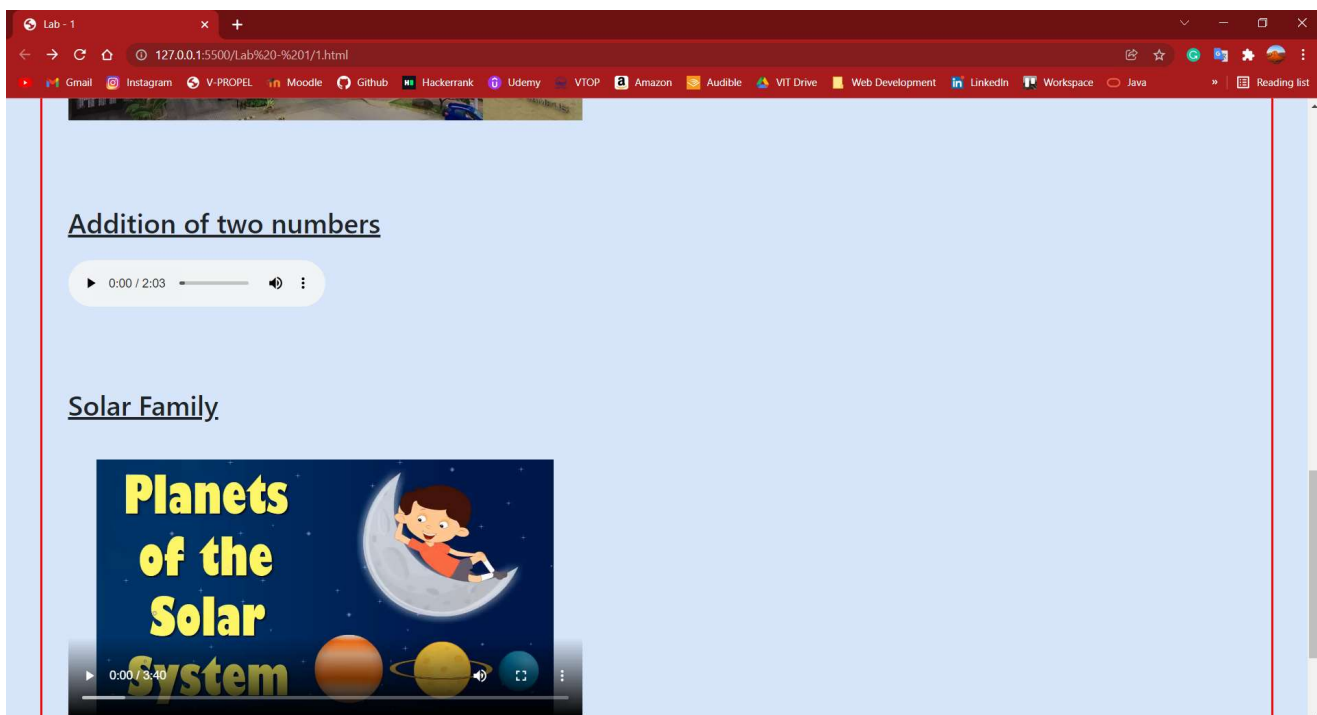 Lab - 1
127.0.0.1:5500/Lab%20-%201/1.html
Gmail Instagram V-PROPEL Moodle Github Hackerrank Udemy VTOP Amazon Audible VIT Drive Web Development LinkedIn Workspace Java » Reading list
Addition of two numbers
0:00 / 2:03
Solar Family
Planets
of the
Solar
System
0:00 / 3:40